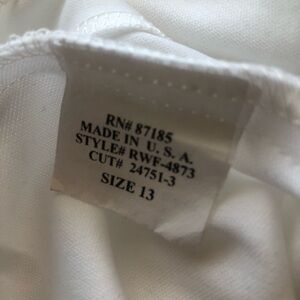 RN# 87185
MADE IN U. S. A.
STYLE# RWF-4873
CUT# 24751-3
SIZE 13